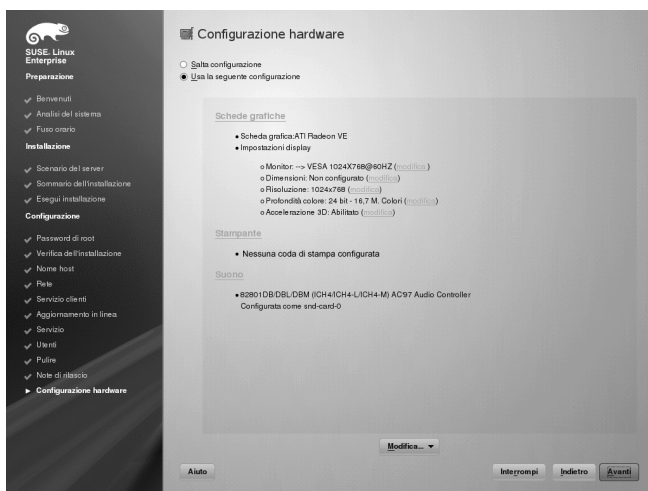 SUSE. Linux
Enterprise
Preparazione
Benvenuti
Analisi del sistema
Fuso orario
Installazione
Scenario del server
Sommario dell'installazione
Esegui installazione
Configurazione
Password di root
Verifica dell'installazione
Nome host
Rete
Servizio clienti
Aggiornamento in linea
Servizio
Utenti
Pulire
Note di rilascio
Configurazione hardware
Configurazione hardware
Salta configurazione
Usa la seguente configurazione
Schede grafiche
Scheda grafica:ATI Radeon VE
Impostazioni display
Monitor: --> VESA 1024X768@60HZ (modifica )
Dimensioni: Non configurato (modifica)
Risoluzione: 1024x768 (modifica)
Profondità colore: 24 bit - 16,7 M. Colori (modifica)
Accelerazione 3D: Abilitato (modifica)
Stampante
Nessuna coda di stampa configurata
Suono
82801DB/DBL/DBM (ICH4/ICH4-L/ICH4-M) AC'97 Audio Controller
Configurata come snd-card-0
Modifica...
Aiuto
Interrompi
Indietro
Avanti